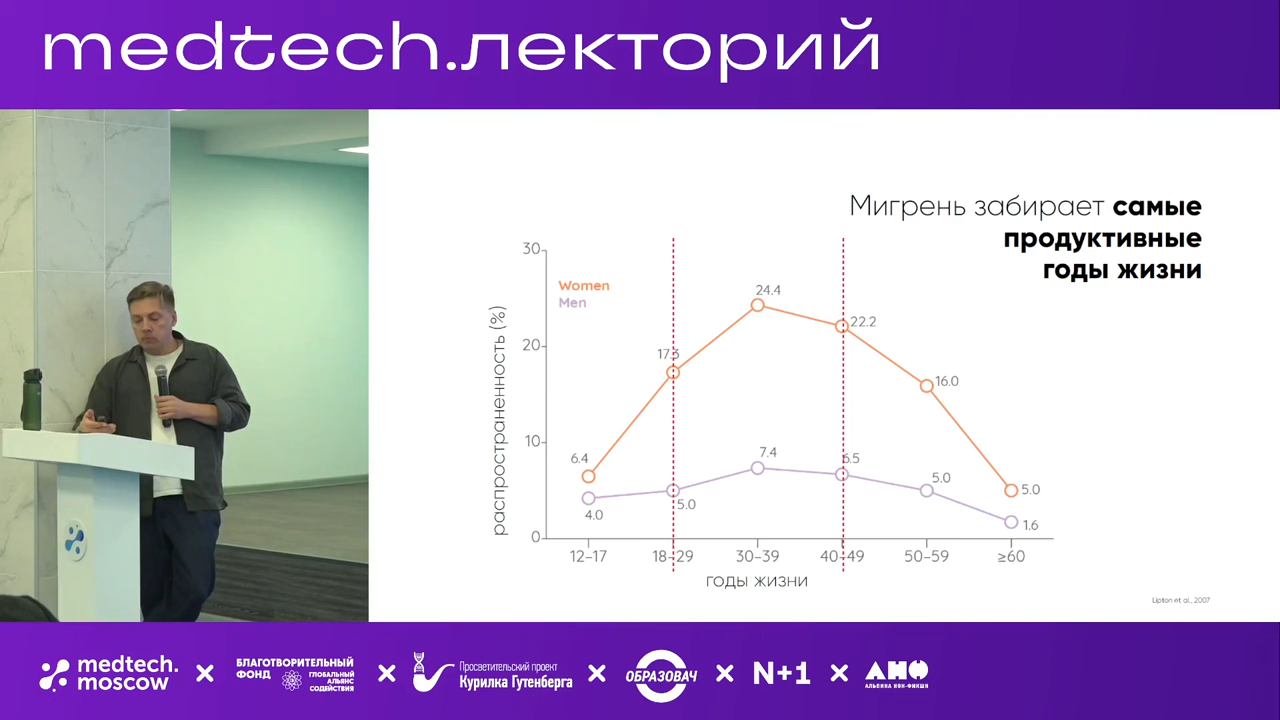 medtech.лекторий
Мигрень забирает самые
продуктивные
годы жизни
30
20
10
0
распространенность (%)
Women
Men
6.4
17.3
24.4
22.2
16.0
5.0
4.0
5.0
7.4
6.5
5.0
1.6
12–17
18–29
30–39
40–49
50–59
≥60
годы жизни
Lipton et al., 2007
medtech.
moscow
×
БЛАГОТВОРИТЕЛЬНЫЙ
ФОНД
ГЛОБАЛЬНЫЙ
АЛЬЯНС
СОДЕЙСТВИЯ
×
Просветительский проект
Курилка Гутенберга
×
ОБРАЗОВАЧ
×
N+1
×
АНФ
АЛЬПИНА НОН-ФИКШН